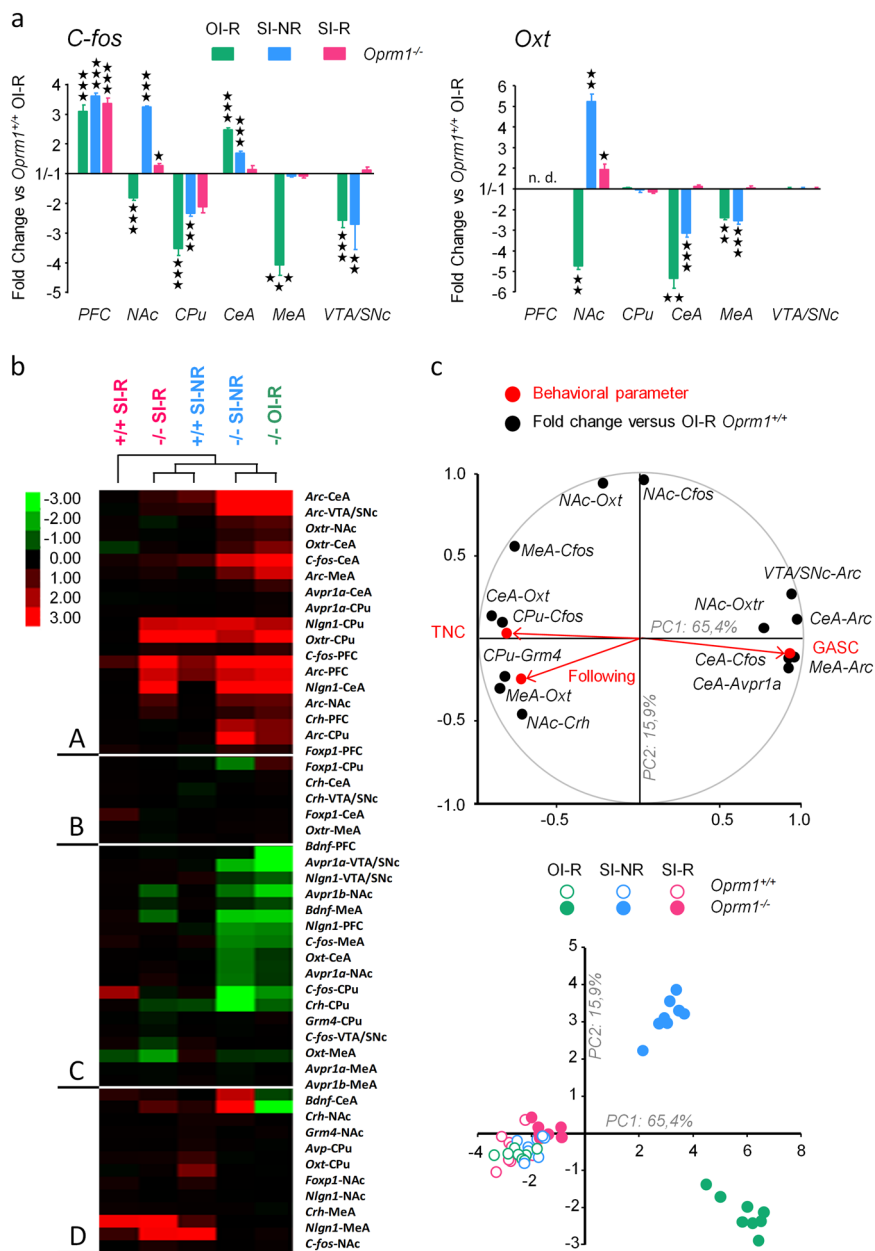 a
C-fos
OI-R SI-NR SI-R
Oprm1-/-
Oxt
Fold Change vs Oprm1+/+ OI-R
4
3
2
1/-1
-2
-3
-4
-5
PFC NAc CPu CeA MeA VTA/SNc
Fold Change vs Oprm1+/+ OI-R
6
5
4
3
2
1/-1
-2
-3
-4
-5
-6
n. d.
PFC NAc CPu CeA MeA VTA/SNc
b
+/+ SI-R
-/- SI-R
+/+ SI-NR
-/- SI-NR
-/- OI-R
-3.00
-2.00
-1.00
0.00
1.00
2.00
3.00
Arc-CeA
Arc-VTA/SNc
Oxtr-NAc
Oxtr-CeA
C-fos-CeA
Arc-MeA
Avpr1a-CeA
Avpr1a-CPu
Nlgn1-CPu
Oxtr-CPu
C-fos-PFC
Arc-PFC
Nlgn1-CeA
Arc-NAc
Crh-PFC
Arc-CPu
Foxp1-PFC
A
Foxp1-CPu
Crh-CeA
Crh-VTA/SNc
Foxp1-CeA
Oxtr-MeA
B
Bdnf-PFC
Avpr1a-VTA/SNc
Nlgn1-VTA/SNc
Avpr1b-NAc
Bdnf-MeA
Nlgn1-PFC
C-fos-MeA
Oxt-CeA
Avpr1a-NAc
C-fos-CPu
Crh-CPu
Grm4-CPu
C-fos-VTA/SNc
Oxt-MeA
Avpr1a-MeA
Avpr1b-MeA
C
Bdnf-CeA
Crh-NAc
Grm4-NAc
Avp-CPu
Oxt-CPu
Foxp1-NAc
Nlgn1-NAc
Crh-MeA
Nlgn1-MeA
C-fos-NAc
D
c
Behavioral parameter
Fold change versus OI-R Oprm1+/+
1.0
0.5
0
-0.5
-1.0
NAc-Oxt
NAc-Cfos
MeA-Cfos
VTA/SNc-Arc
CeA-Oxt
NAc-Oxtr
CPu-Cfos
CeA-Arc
TNC
PC1: 65,4%
GASC
CPu-Grm4
CeA-Cfos
Following
MeA-Arc
MeA-Oxt
CeA-Avpr1a
NAc-Crh
PC2: 15,9%
-0.5 0.5 1.0
OI-R SI-NR SI-R
Oprm1+/+
Oprm1-/-
5
4
3
2
1
PC2: 15,9%
PC1: 65,4%
-4 -2 2 4 6 8
-1
-2
-3